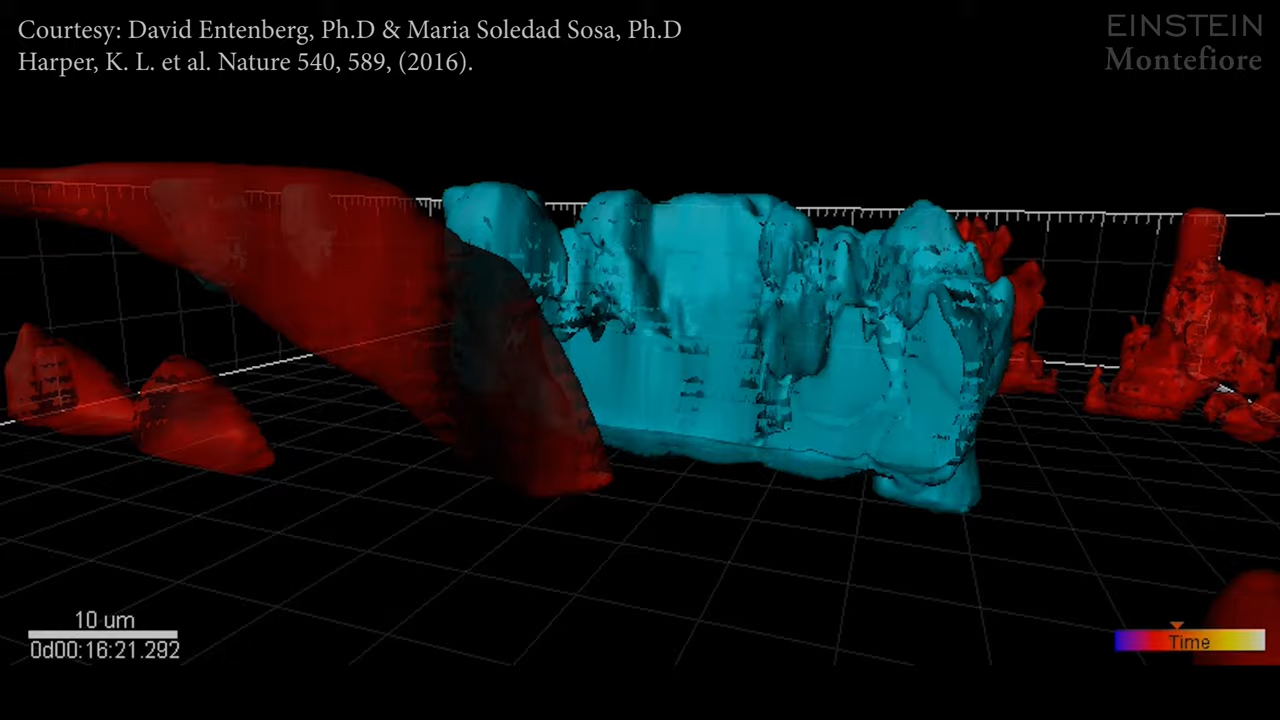 Courtesy: David Entenberg, Ph.D & Maria Soledad Sosa, Ph.D
Harper, K. L. et al. Nature 540, 589, (2016).
EINSTEIN
Montefiore
10 um
0d00:16:21.292
Time